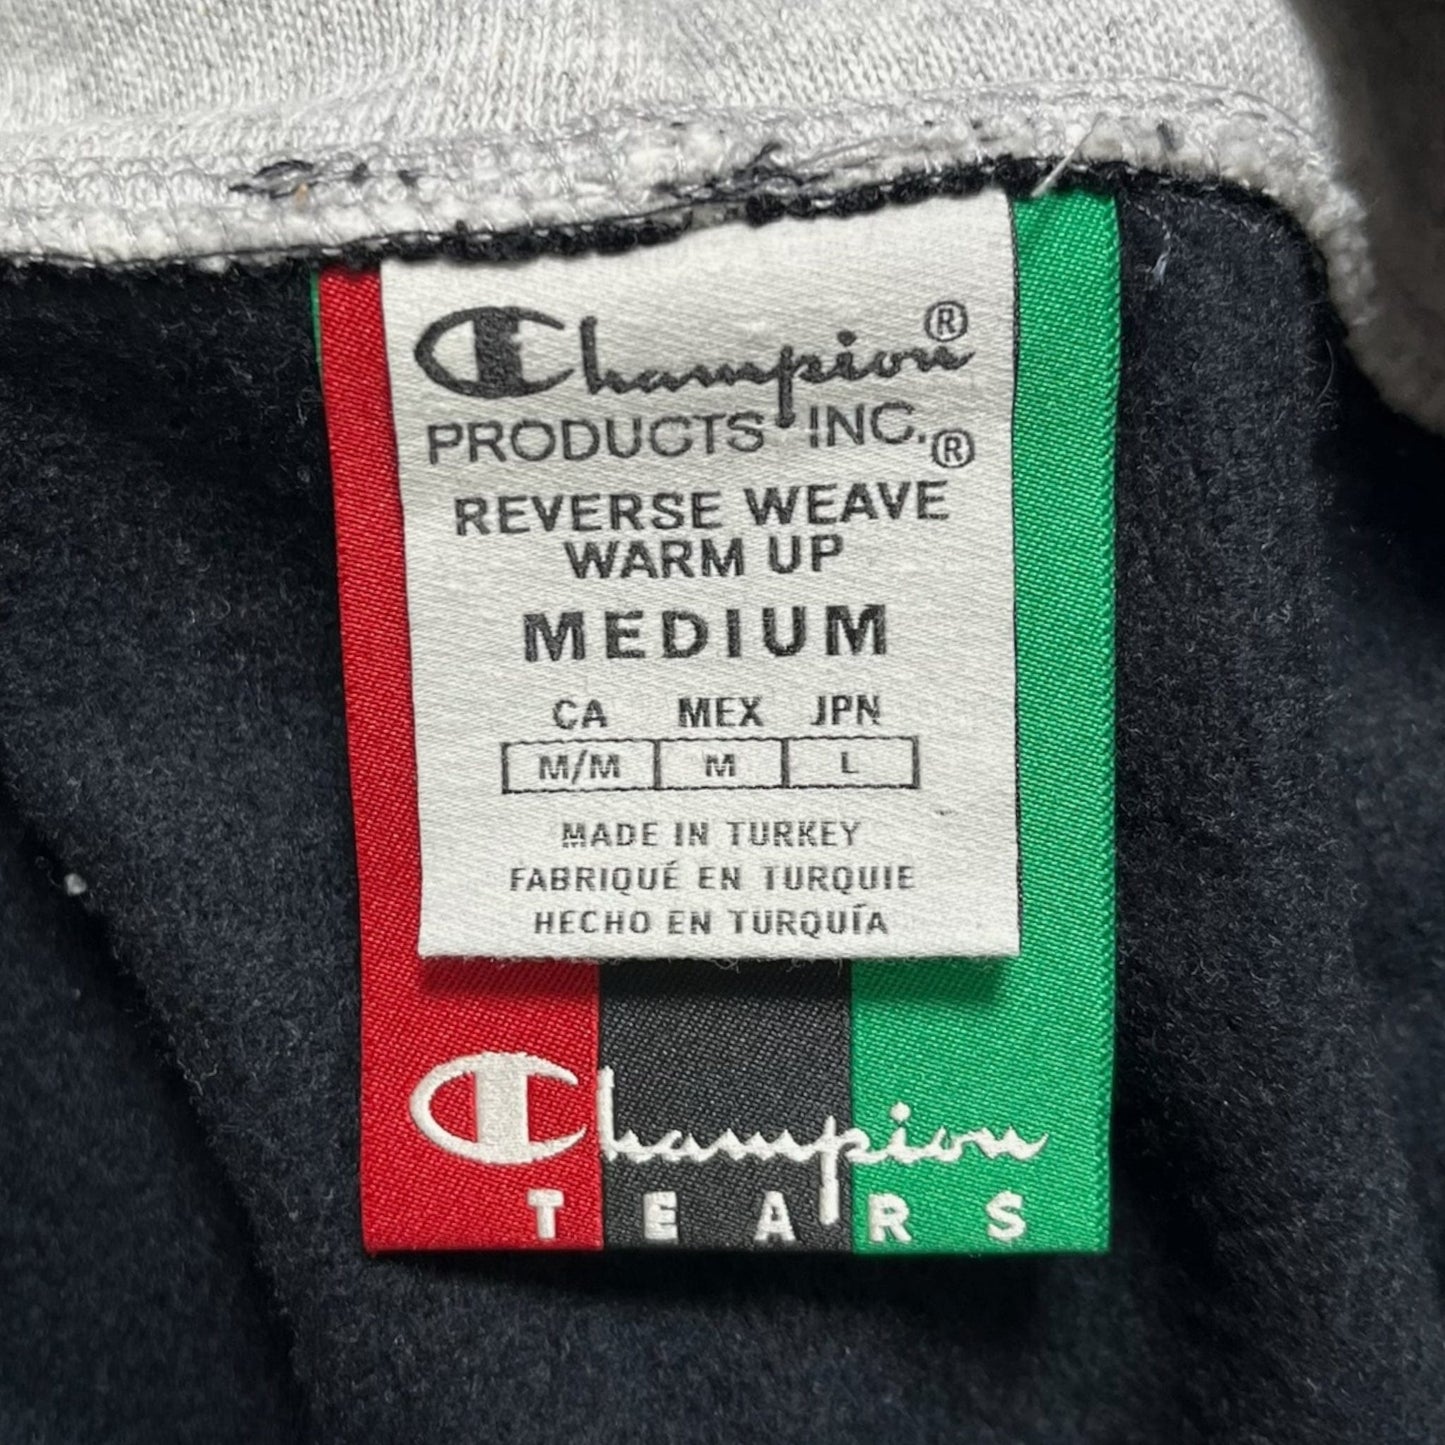 Champion®
PRODUCTS INC.®
REVERSE WEAVE
WARM UP
MEDIUM
CA MEX JPN
M/M M L
MADE IN TURKEY
FABRIQUÉ EN TURQUIE
HECHO EN TURQUÍA
Champion
TEARS